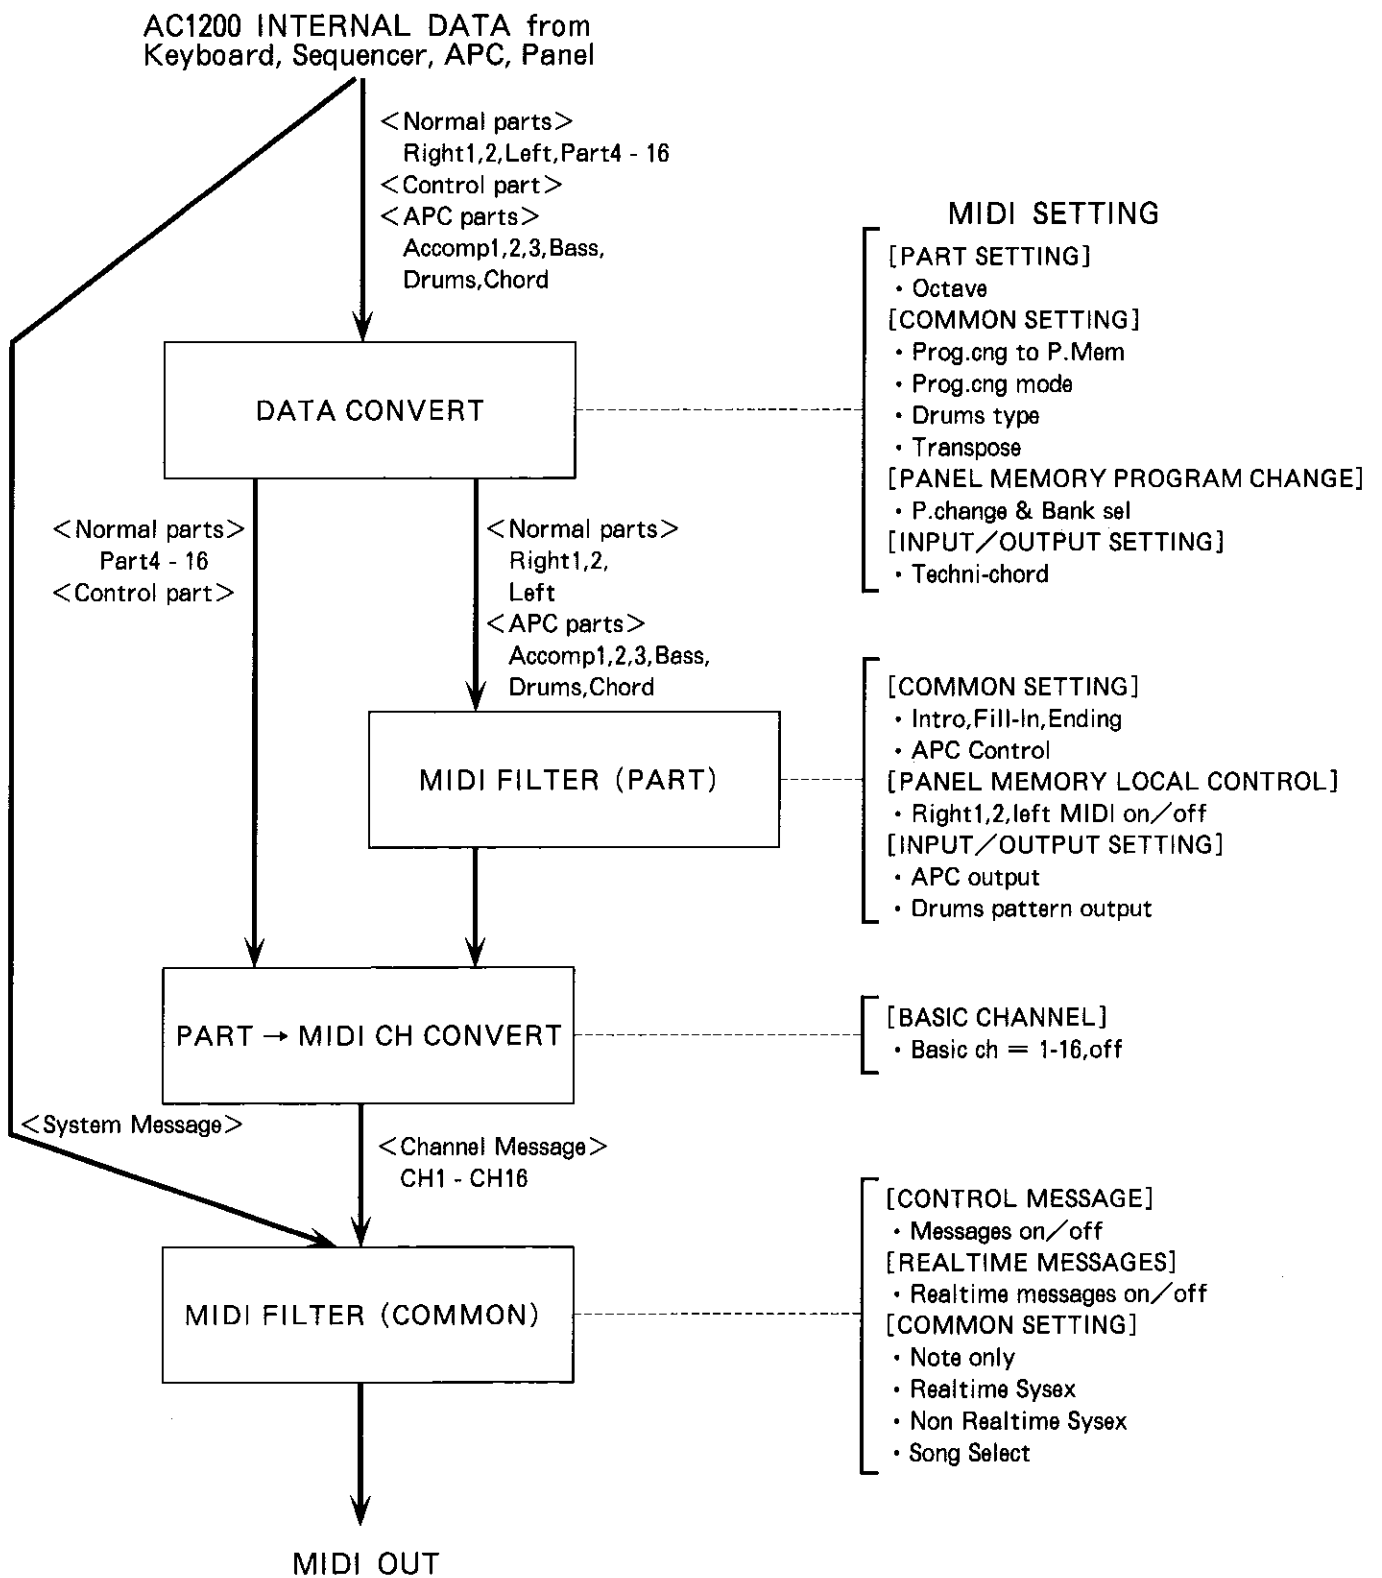 AC1200 INTERNAL DATA from
Keyboard, Sequencer, APC, Panel
<Normal parts>
Right1,2,Left,Part4 - 16
<Control part>
<APC parts>
Accomp1,2,3,Bass,
Drums,Chord
MIDI SETTING
[PART SETTING]
・Octave
[COMMON SETTING]
・Prog.cng to P.Mem
・Prog.cng mode
・Drums type
・Transpose
[PANEL MEMORY PROGRAM CHANGE]
・P.change & Bank sel
[INPUT/OUTPUT SETTING]
・Techni-chord
DATA CONVERT
<Normal parts>
Part4 - 16
<Control part>
<Normal parts>
Right1,2,
Left
<APC parts>
Accomp1,2,3,Bass,
Drums,Chord
[COMMON SETTING]
・Intro,Fill-In,Ending
・APC Control
[PANEL MEMORY LOCAL CONTROL]
・Right1,2,left MIDI on/off
[INPUT/OUTPUT SETTING]
・APC output
・Drums pattern output
MIDI FILTER (PART)
PART → MIDI CH CONVERT
[BASIC CHANNEL]
・Basic ch = 1-16,off
<System Message>
<Channel Message>
CH1 - CH16
[CONTROL MESSAGE]
・Messages on/off
[REALTIME MESSAGES]
・Realtime messages on/off
[COMMON SETTING]
・Note only
・Realtime Sysex
・Non Realtime Sysex
・Song Select
MIDI FILTER (COMMON)
MIDI OUT